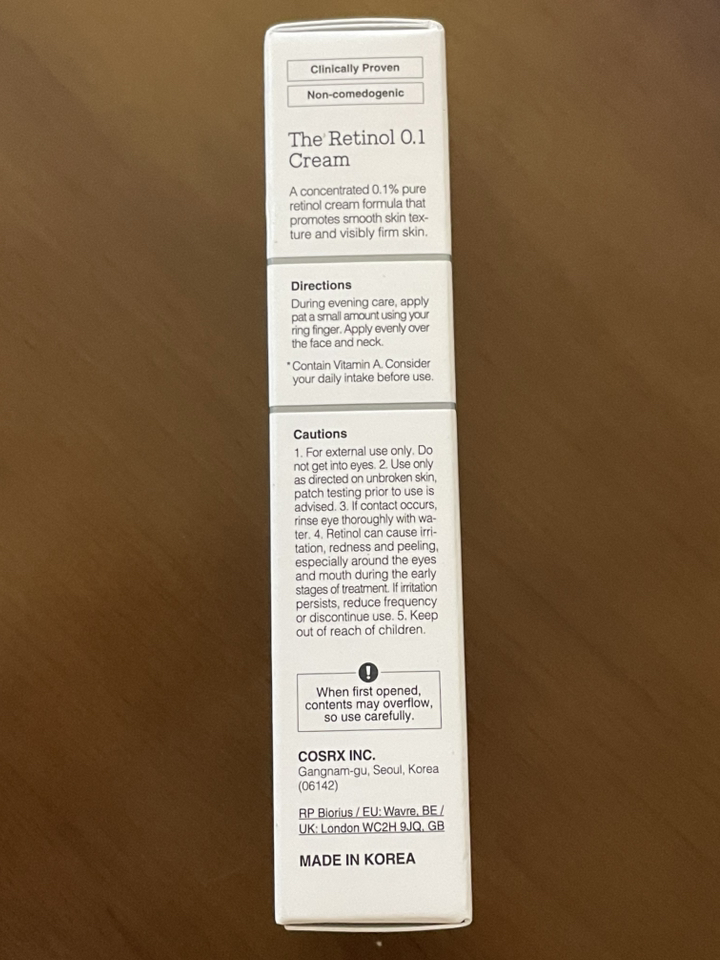 Clinically Proven
Non-comedogenic
The Retinol 0.1
Cream
A concentrated 0.1% pure
retinol cream formula that
promotes smooth skin tex-
ture and visibly firm skin.
Directions
During evening care, apply
pat a small amount using your
ring finger. Apply evenly over
the face and neck.
*Contain Vitamin A. Consider
your daily intake before use.
Cautions
1. For external use only. Do
not get into eyes. 2. Use only
as directed on unbroken skin,
patch testing prior to use is
advised. 3. If contact occurs,
rinse eye thoroughly with wa-
ter. 4. Retinol can cause irri-
tation, redness and peeling,
especially around the eyes
and mouth during the early
stages of treatment. If irritation
persists, reduce frequency
or discontinue use. 5. Keep
out of reach of children.
!
When first opened,
contents may overflow,
so use carefully.
COSRX INC.
Gangnam-gu, Seoul, Korea
(06142)
RP Biorius / EU: Wavre, BE /
UK: London WC2H 9JQ, GB
MADE IN KOREA